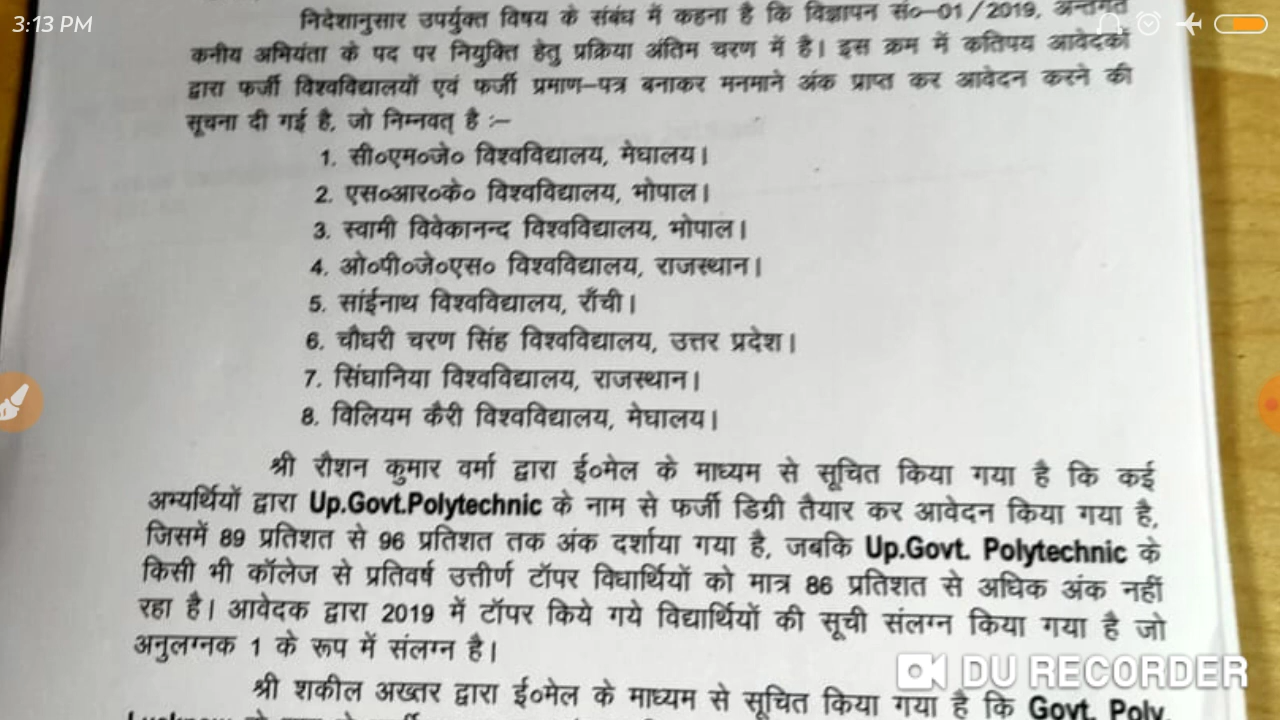 3:13 PM
निदेशानुसार उपर्युक्त विषय के संबंध में कहना है कि विज्ञापन सं०–01/2019, अन्तर्गत
कनीय अभियंता के पद पर नियुक्ति हेतु प्रक्रिया अंतिम चरण में है। इस क्रम में कतिपय आवेदकों
द्वारा फर्जी विश्वविद्यालयों एवं फर्जी प्रमाण–पत्र बनाकर मनमाने अंक प्राप्त कर आवेदन करने की
सूचना दी गई है, जो निम्नवत् है :–
1. सी०एम०जे० विश्वविद्यालय, मेघालय।
2. एस०आर०के० विश्वविद्यालय, भोपाल।
3. स्वामी विवेकानन्द विश्वविद्यालय, भोपाल।
4. ओ०पी०जे०एस० विश्वविद्यालय, राजस्थान।
5. सांईनाथ विश्वविद्यालय, राँची।
6. चौधरी चरण सिंह विश्वविद्यालय, उत्तर प्रदेश।
7. सिंघानिया विश्वविद्यालय, राजस्थान।
8. विलियम कैरी विश्वविद्यालय, मेघालय।
श्री रौशन कुमार वर्मा द्वारा ई०मेल के माध्यम से सूचित किया गया है कि कई
अभ्यर्थियों द्वारा Up.Govt.Polytechnic के नाम से फर्जी डिग्री तैयार कर आवेदन किया गया है,
जिसमें 89 प्रतिशत से 96 प्रतिशत तक अंक दर्शाया गया है, जबकि Up.Govt. Polytechnic के
किसी भी कॉलेज से प्रतिवर्ष उत्तीर्ण टॉपर विधार्थियों को मात्र 86 प्रतिशत से अधिक अंक नहीं
रहा है। आवेदक द्वारा 2019 में टॉपर किये गये विद्यार्थियों की सूची संलग्न किया गया है जो
अनुलग्नक 1 के रूप में संलग्न है।
श्री शकील अख्तर द्वारा ई०मेल के माध्यम से सूचित किया गया है कि Govt. Poly.
DU RECORDER